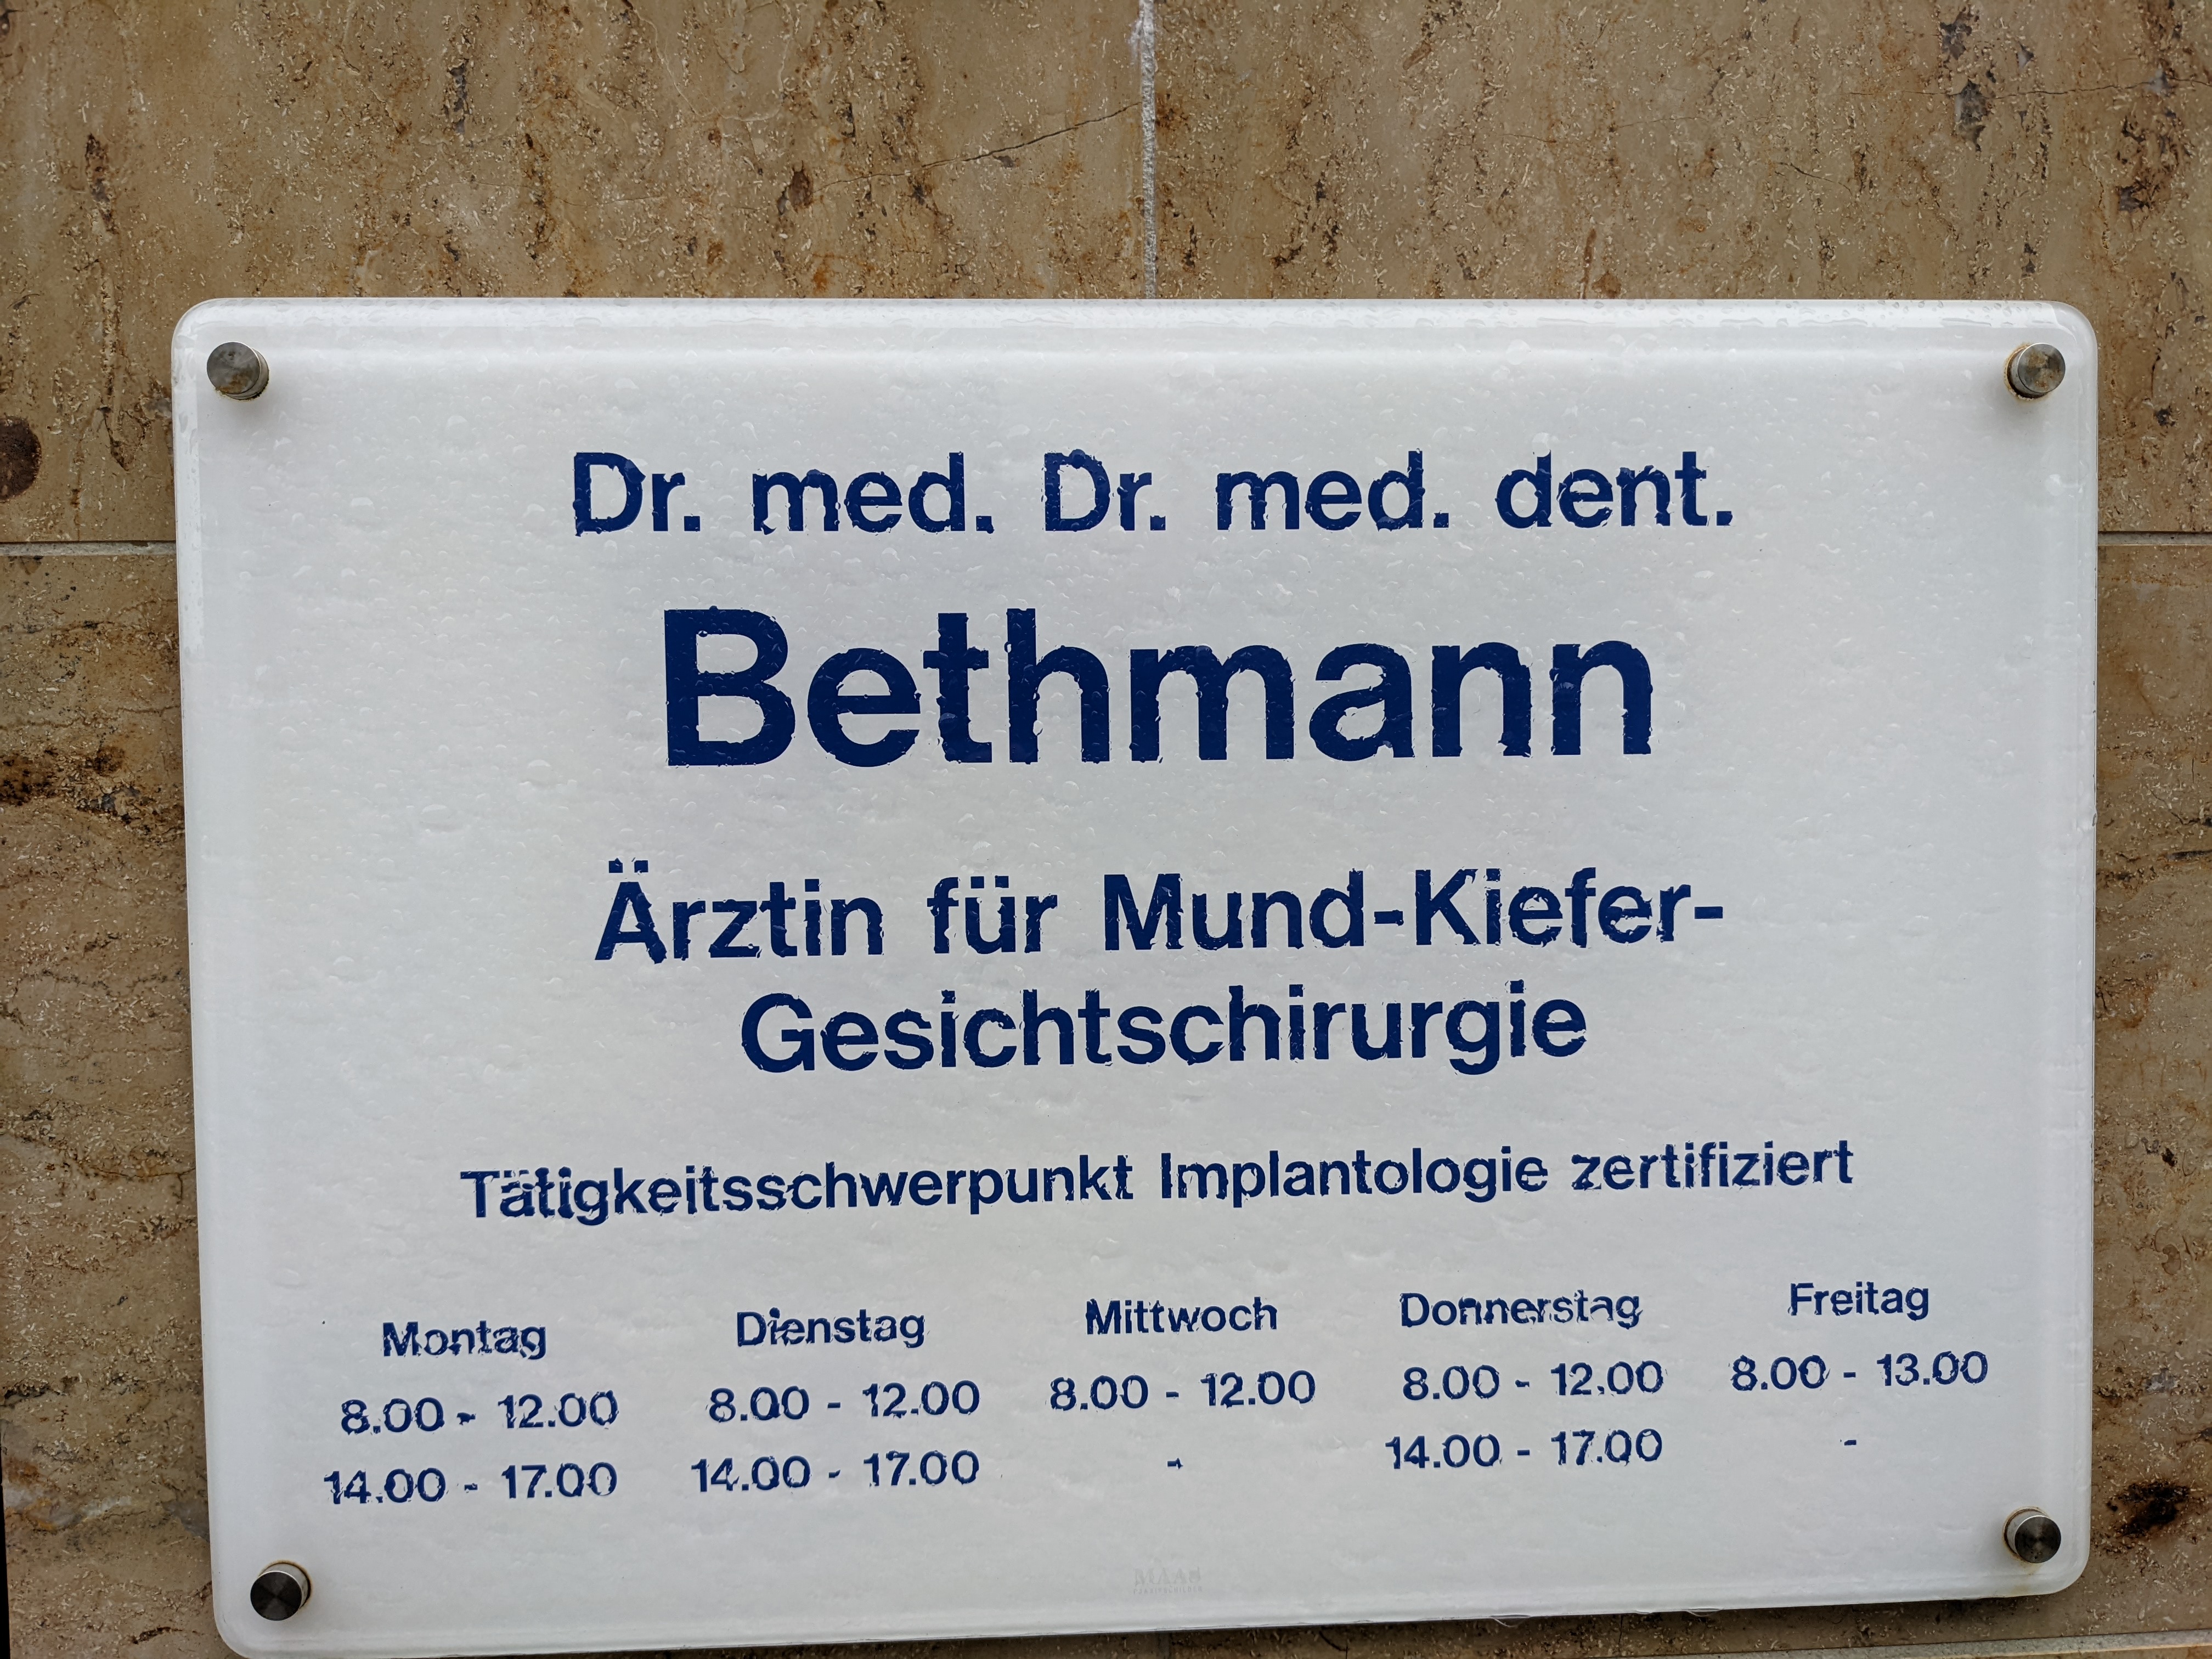 Dr. med. Dr. med. dent.
Bethmann
Ärztin für Mund-Kiefer-
Gesichtschirurgie
Tätigkeitsschwerpunkt Implantologie zertifiziert
Montag Dienstag Mittwoch Donnerstag Freitag
8.00 - 12.00 8.00 - 12.00 8.00 - 12.00 8.00 - 12.00 8.00 - 13.00
14.00 - 17.00 14.00 - 17.00 - 14.00 - 17.00 -